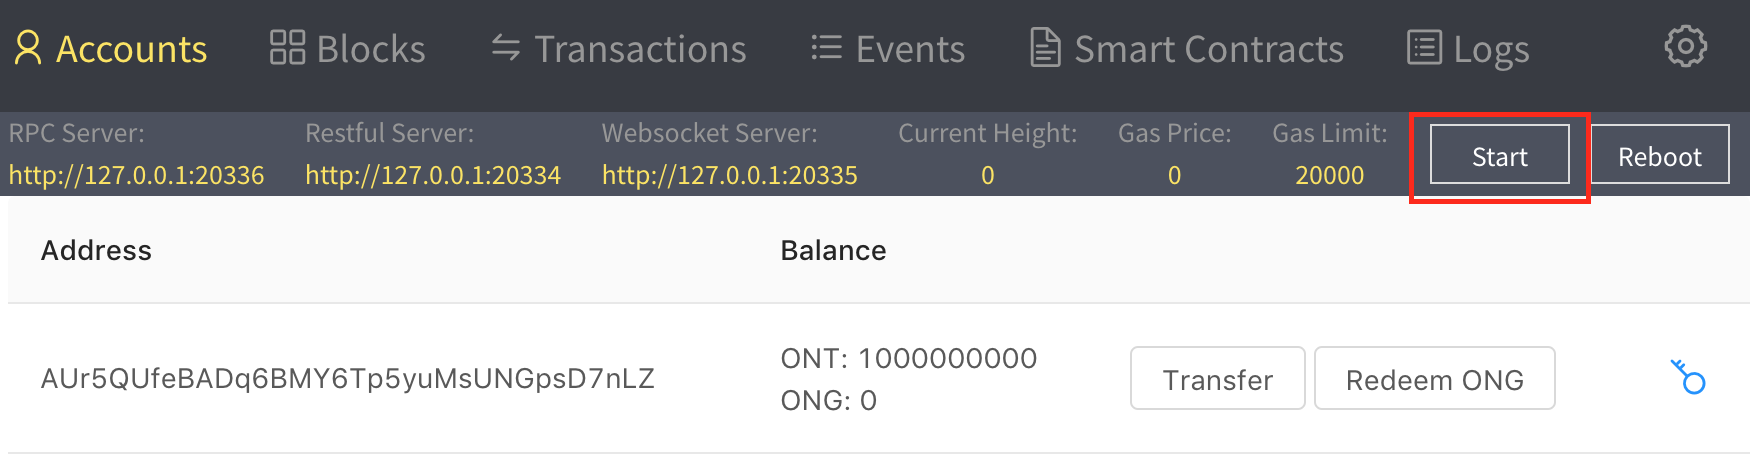 Accounts Blocks Transactions Events Smart Contracts Logs
RPC Server: Restful Server: Websocket Server: Current Height: Gas Price: Gas Limit:
http://127.0.0.1:20336 http://127.0.0.1:20334 http://127.0.0.1:20335 0 0 20000
Start Reboot
Address Balance
AUr5QUfeBADq6BMY6Tp5yuMsUNGpsD7nLZ
ONT: 1000000000
ONG: 0
Transfer Redeem ONG